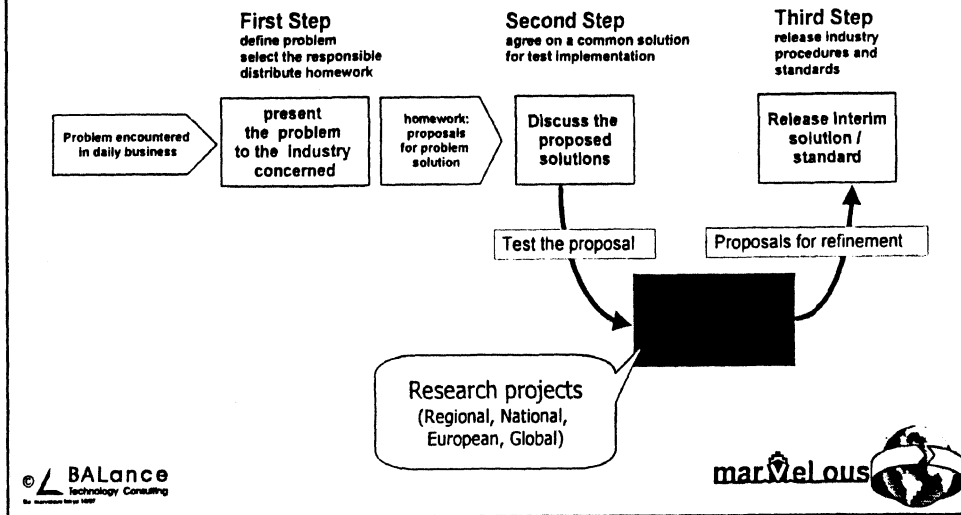 First Step
define problem
select the responsible
distribute homework
Second Step
agree on a common solution
for test implementation
Third Step
release industry
procedures and
standards
Problem encountered
in daily business
present
the problem
to the industry
concerned
homework:
proposals
for problem
solution
Discuss the
proposed
solutions
Release interim
solution /
standard
Test the proposal
Proposals for refinement
Research projects
(Regional, National,
European, Global)
© BALance
Technology Consulting
marvelous